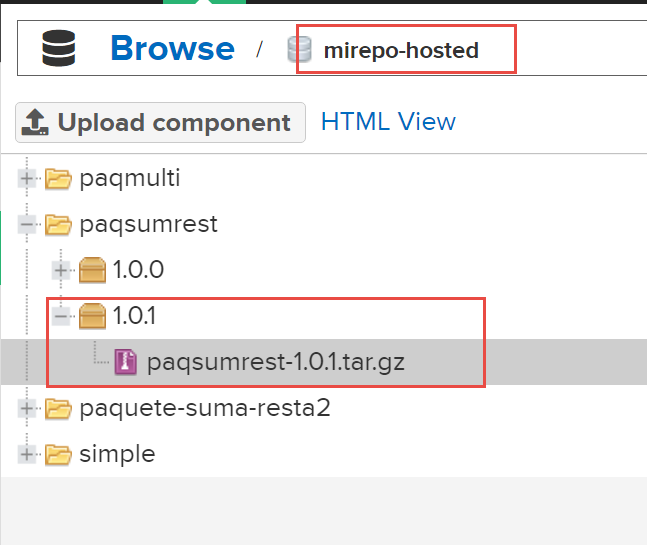 Browse / mirepo-hosted
Upload component HTML View
paqmulti
paqsumrest
1.0.0
1.0.1
paqsumrest-1.0.1.tar.gz
paquete-suma-resta2
simple